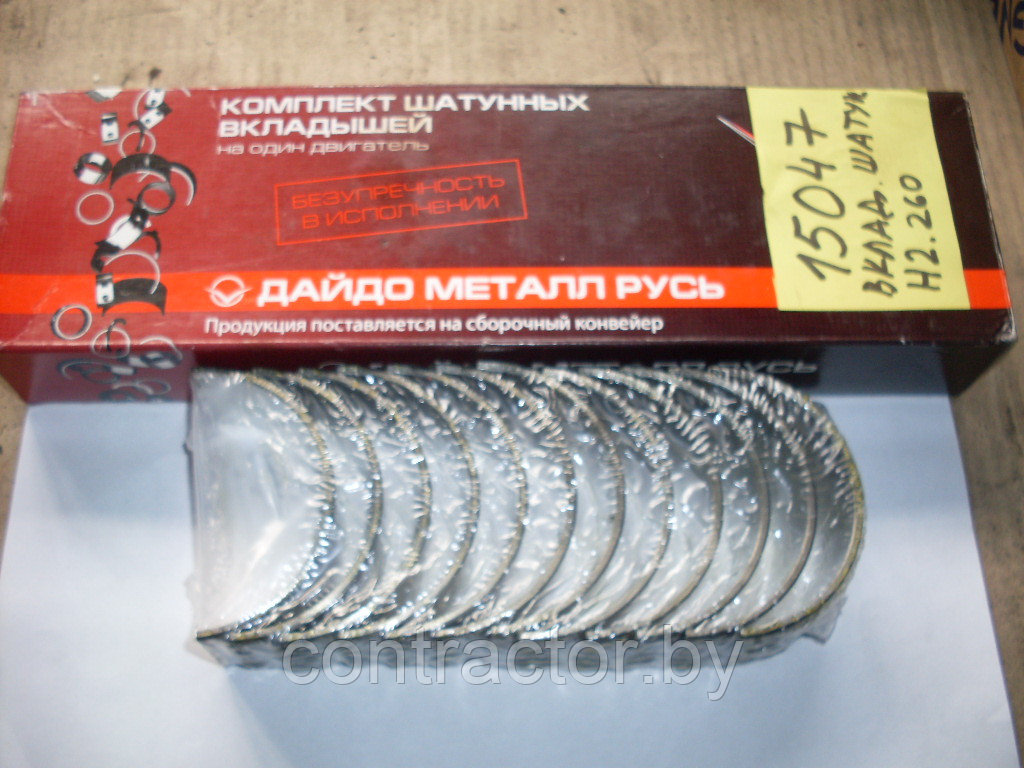 КОМПЛЕКТ ШАТУННЫХ
ВКЛАДЫШЕЙ
на один двигатель
БЕЗУПРЕЧНОСТЬ
В ИСПОЛНЕНИИ
ДАЙДО МЕТАЛЛ РУСЬ
Продукция поставляется на сборочный конвейер
15047
ВКЛАД. ШАТУН
Н2. 260
РУСЬ
contractor.by